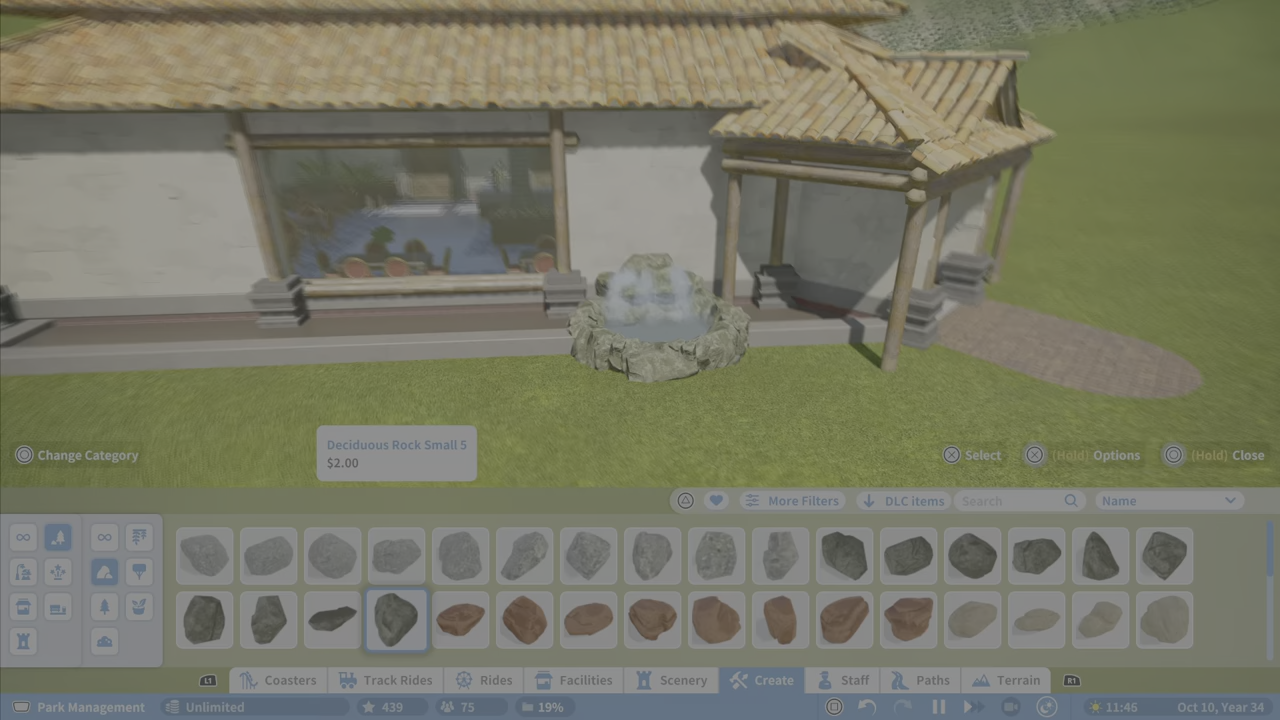 Deciduous Rock Small 5
$2.00
Change Category
Select
[Hold] Options
[Hold] Close
More Filters
DLC items
Search
Name
L1
Coasters
Track Rides
Rides
Facilities
Scenery
Create
Staff
Paths
Terrain
R1
Park Management
Unlimited
439
75
19%
11:45
Oct 10, Year 34